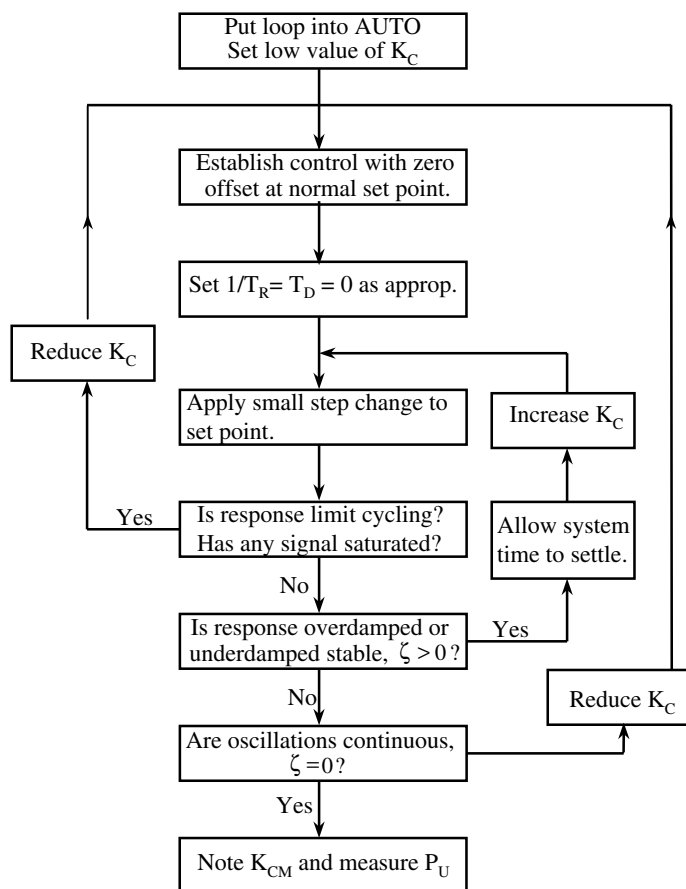 Put loop into AUTO
Set low value of K_C
Establish control with zero
offset at normal set point.
Set 1/T_R= T_D = 0 as approp.
Reduce K_C
Apply small step change to
set point.
Increase K_C
Yes
Is response limit cycling?
Has any signal saturated?
Allow system
time to settle.
No
Is response overdamped or
underdamped stable, ζ > 0 ?
Yes
No
Reduce K_C
Are oscillations continuous,
ζ =0 ?
Yes
Note K_CM and measure P_U